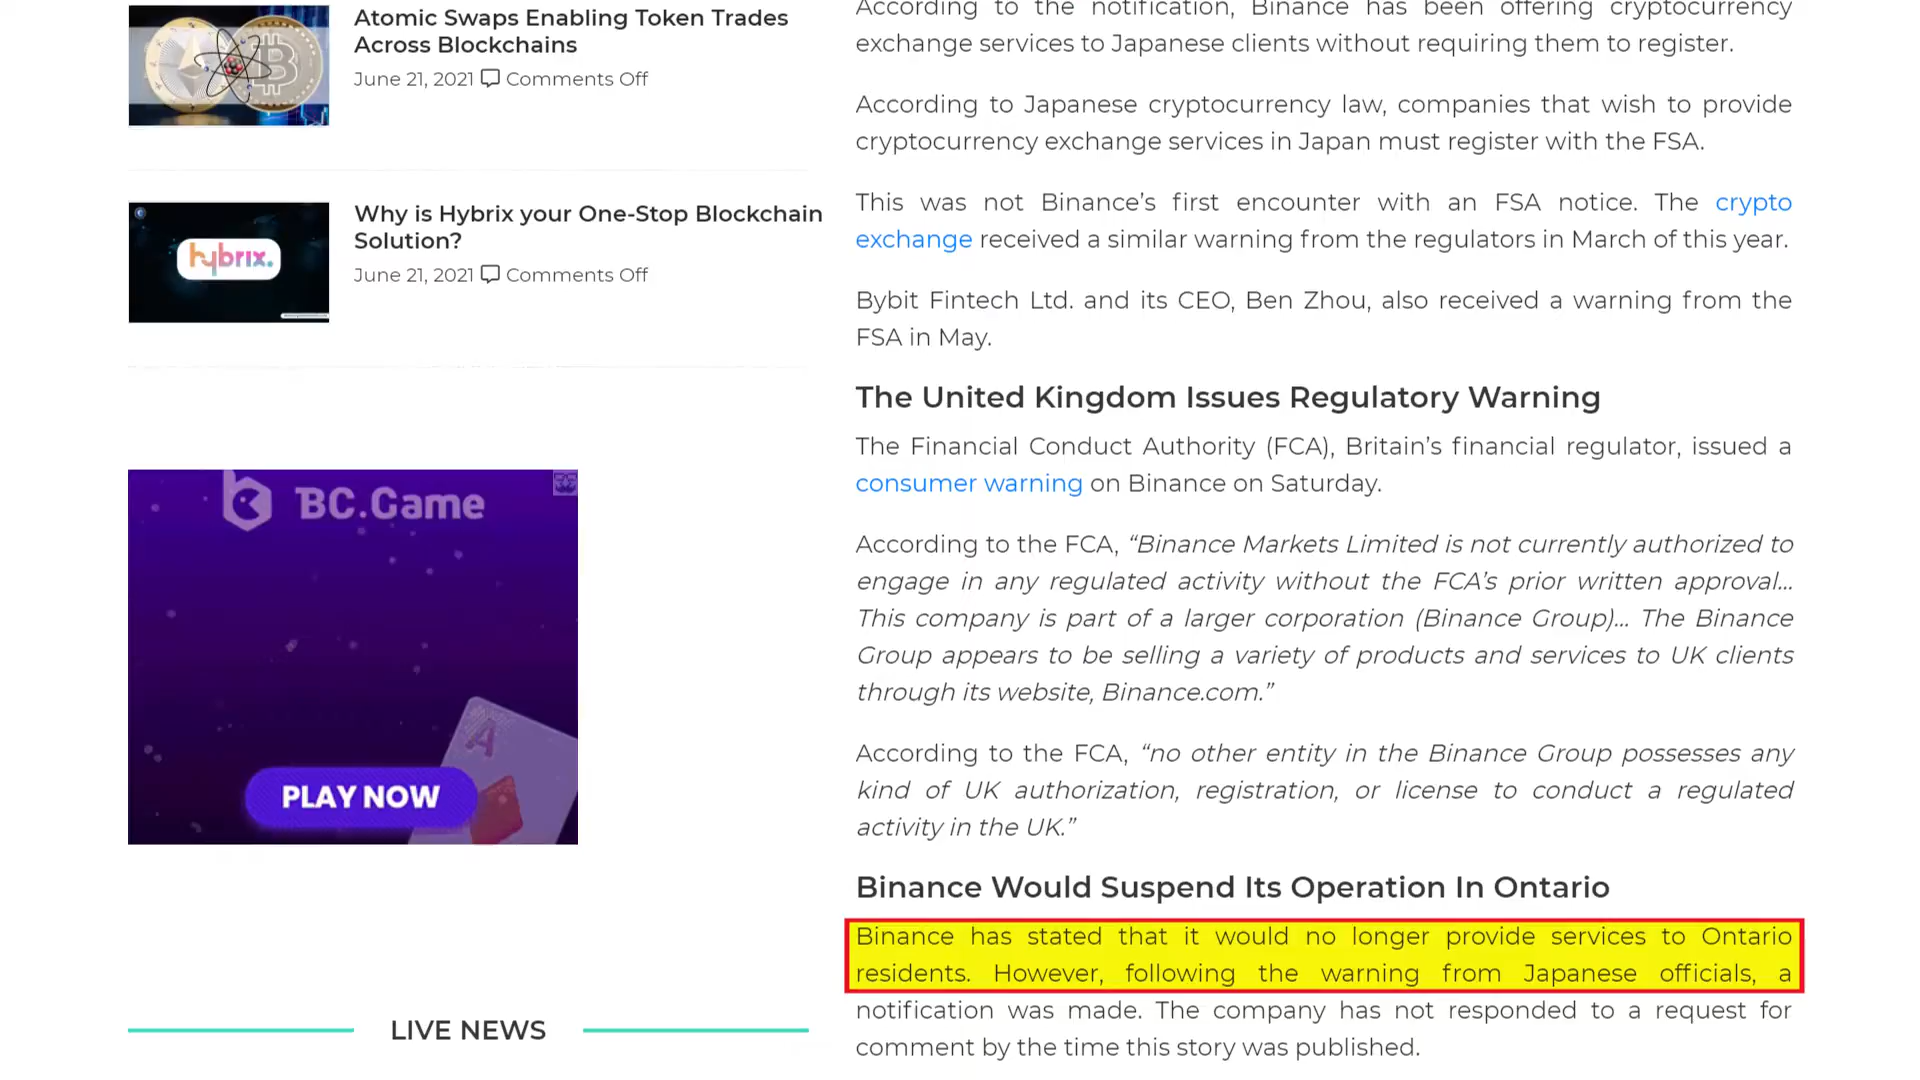 Atomic Swaps Enabling Token Trades
Across Blockchains
June 21, 2021 Comments Off
Why is Hybrix your One-Stop Blockchain
Solution?
June 21, 2021 Comments Off
hybrix.
BC.Game
A
PLAY NOW
LIVE NEWS
According to the notification, Binance has been offering cryptocurrency
exchange services to Japanese clients without requiring them to register.
According to Japanese cryptocurrency law, companies that wish to provide
cryptocurrency exchange services in Japan must register with the FSA.
This was not Binance’s first encounter with an FSA notice. The crypto
exchange received a similar warning from the regulators in March of this year.
Bybit Fintech Ltd. and its CEO, Ben Zhou, also received a warning from the
FSA in May.
The United Kingdom Issues Regulatory Warning
The Financial Conduct Authority (FCA), Britain’s financial regulator, issued a
consumer warning on Binance on Saturday.
According to the FCA, “Binance Markets Limited is not currently authorized to
engage in any regulated activity without the FCA’s prior written approval…
This company is part of a larger corporation (Binance Group)… The Binance
Group appears to be selling a variety of products and services to UK clients
through its website, Binance.com.”
According to the FCA, “no other entity in the Binance Group possesses any
kind of UK authorization, registration, or license to conduct a regulated
activity in the UK.”
Binance Would Suspend Its Operation In Ontario
Binance has stated that it would no longer provide services to Ontario
residents. However, following the warning from Japanese officials, a
notification was made. The company has not responded to a request for
comment by the time this story was published.